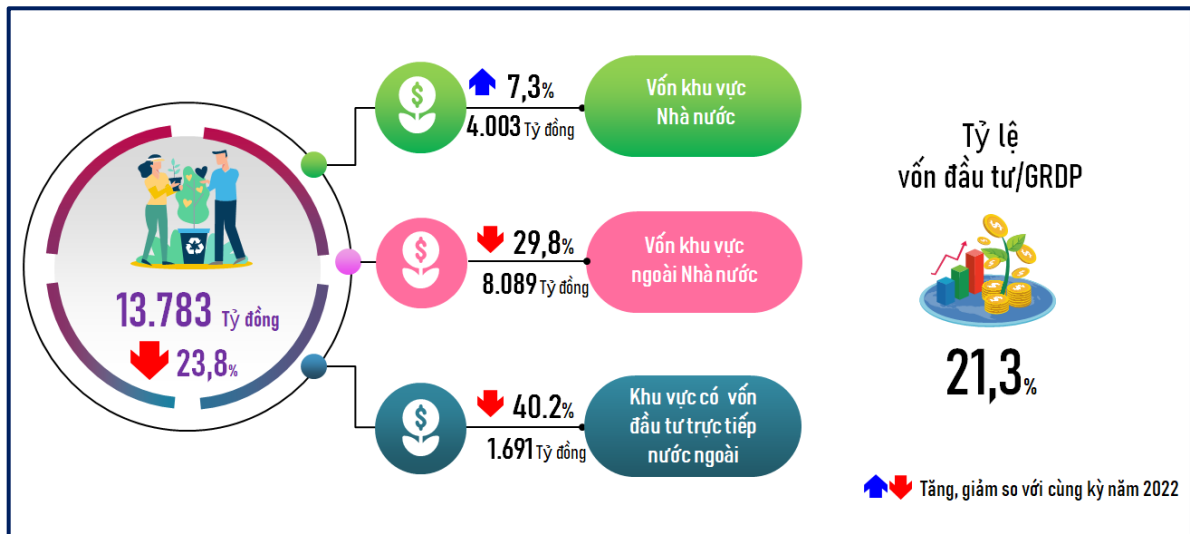 13.783 Tỷ đồng
23,8%
7,3%
4.003 Tỷ đồng
Vốn khu vực
Nhà nước
29,8%
8.089 Tỷ đồng
Vốn khu vực
ngoài Nhà nước
40.2%
1.691 Tỷ đồng
Khu vực có vốn
đầu tư trực tiếp
nước ngoài
Tỷ lệ
vốn đầu tư/GRDP
21,3%
Tăng, giảm so với cùng kỳ năm 2022